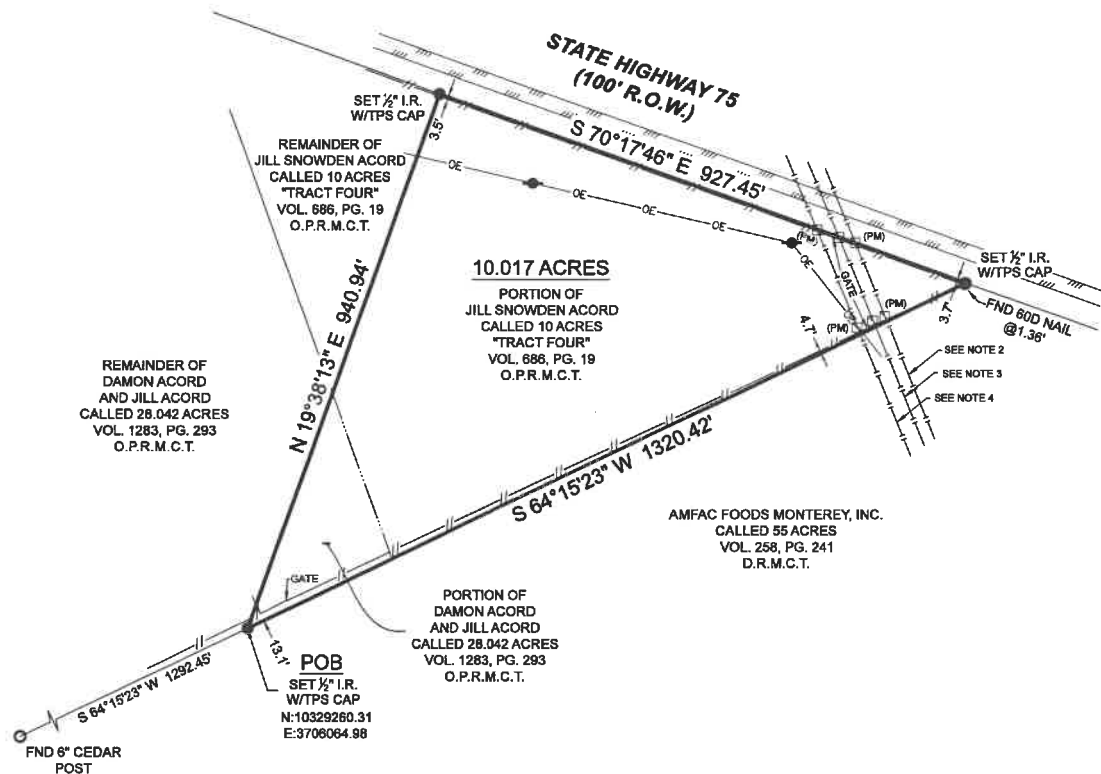 STATE HIGHWAY 75
(100' R.O.W.)
SET ½" I.R.
W/TPS CAP
3.5'
S 70°17'46" E 927.45'
REMAINDER OF
JILL SNOWDEN ACORD
CALLED 10 ACRES
"TRACT FOUR"
VOL. 686, PG. 19
O.P.R.M.C.T.
OE
OE
OE
OE
OE
(PM)
(PM)
GATE
(PM)
(PM)
SET ½" I.R.
W/TPS CAP
3.7'
FND 60D NAIL
@1.36'
4.7'
SEE NOTE 2
SEE NOTE 3
SEE NOTE 4
10.017 ACRES
PORTION OF
JILL SNOWDEN ACORD
CALLED 10 ACRES
"TRACT FOUR"
VOL. 686, PG. 19
O.P.R.M.C.T.
N 19°38'13" E 940.94'
REMAINDER OF
DAMON ACORD
AND JILL ACORD
CALLED 28.042 ACRES
VOL. 1283, PG. 293
O.P.R.M.C.T.
S 64°15'23" W 1320.42'
AMFAC FOODS MONTEREY, INC.
CALLED 55 ACRES
VOL. 258, PG. 241
D.R.M.C.T.
GATE
PORTION OF
DAMON ACORD
AND JILL ACORD
CALLED 28.042 ACRES
VOL. 1283, PG. 293
O.P.R.M.C.T.
13.1'
POB
SET ½" I.R.
W/TPS CAP
N:10329260.31
E:3706064.98
S 64°15'23" W 1292.45'
FND 6" CEDAR
POST